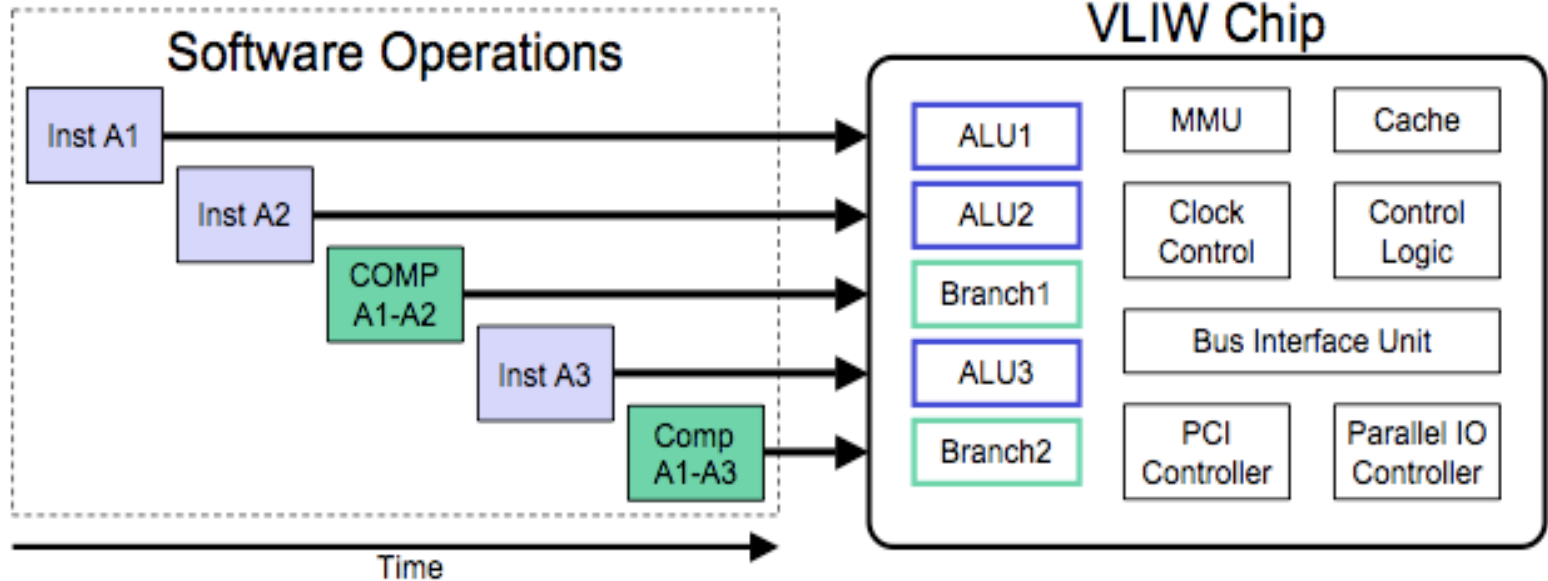 Software Operations
Inst A1
Inst A2
COMP
A1-A2
Inst A3
Comp
A1-A3
Time
VLIW Chip
ALU1
ALU2
Branch1
ALU3
Branch2
MMU
Cache
Clock
Control
Control
Logic
Bus Interface Unit
PCI
Controller
Parallel IO
Controller